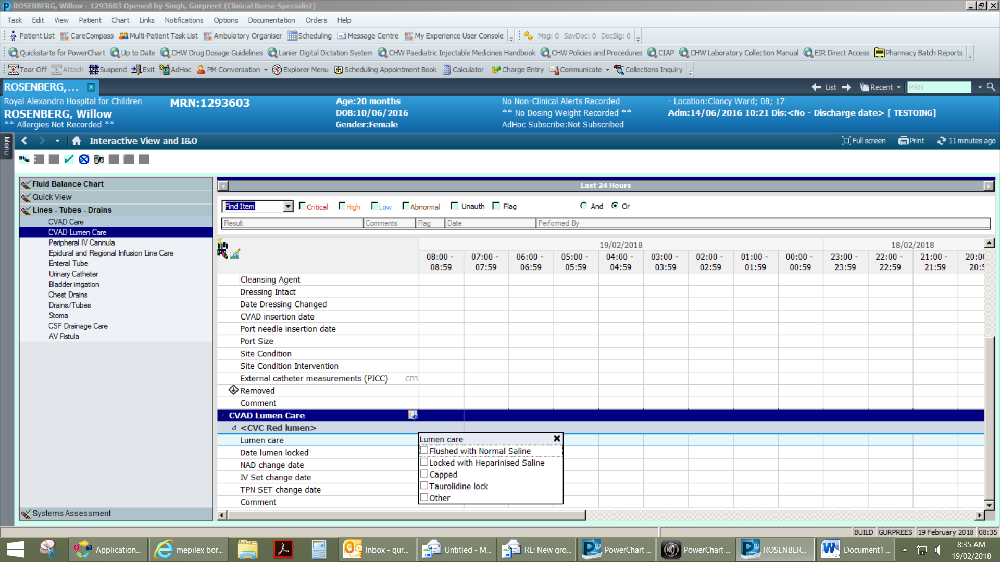 ROSENBERG, Willow - 1293603 Opened by Singh, Gurpreet (Clinical Nurse Specialist)
Task Edit View Patient Chart Links Notifications Options Documentation Orders Help
Patient List CareCompass Multi-Patient Task List Ambulatory Organiser Scheduling Message Centre My Experience User Console Msg: 0 SavDoc: 0 DocSig: 0
Quickstarts for PowerChart Up to Date CHW Drug Dosage Guidelines Lanier Digital Dictation System CHW Paediatric Injectable Medicines Handbook CHW Policies and Procedures CIAP CHW Laboratory Collection Manual EIR Direct Access Pharmacy Batch Reports
Tear Off Attach Suspend Exit AdHoc PM Conversation Explorer Menu Scheduling Appointment Book Calculator Charge Entry Communicate Collections Inquiry
ROSENBERG,... List Recent MRN
Royal Alexandra Hospital for Children MRN:1293603 Age:20 months No Non-Clinical Alerts Recorded - Location:Clancy Ward; 08; 17
ROSENBERG, Willow DOB:10/06/2016 ** No Dosing Weight Recorded ** Adm:14/06/2016 10:21 Dis:<No - Discharge date> [ TESTOING]
** Allergies Not Recorded ** Gender:Female AdHoc Subscribe:Not Subscribed
Menu
Interactive View and I&O Full screen Print 11 minutes ago
Fluid Balance Chart
Quick View
Lines - Tubes - Drains
CVAD Care
CVAD Lumen Care
Peripheral IV Cannula
Epidural and Regional Infusion Line Care
Enteral Tube
Urinary Catheter
Bladder irrigation
Chest Drains
Drains/Tubes
Stoma
CSF Drainage Care
AV Fistula
Systems Assessment
Last 24 Hours
Find Item Critical High Low Abnormal Unauth Flag And Or
Result Comments Flag Date Performed By
19/02/2018 18/02/2018
08:00 - 07:00 - 06:00 - 05:00 - 04:00 - 03:00 - 02:00 - 01:00 - 00:00 - 23:00 - 22:00 - 21:00 - 20:00
08:59 07:59 06:59 05:59 04:59 03:59 02:59 01:59 00:59 23:59 22:59 21:59 20:5
Cleansing Agent
Dressing Intact
Date Dressing Changed
CVAD insertion date
Port needle insertion date
Port Size
Site Condition
Site Condition Intervention
External catheter measurements (PICC) cm
Removed
Comment
CVAD Lumen Care
<CVC Red lumen>
Lumen care
Date lumen locked
NAD change date
IV Set change date
TPN SET change date
Comment
Lumen care
Flushed with Normal Saline
Locked with Heparinised Saline
Capped
Taurolidine lock
Other
BUILD GURPREES 19 February 2018 08:35
Application... mepilex bor... Inbox - gur... Untitled - M... RE: New gro... PowerChart ... PowerChart ... ROSENBER... Document1 ...
8:35 AM
19/02/2018